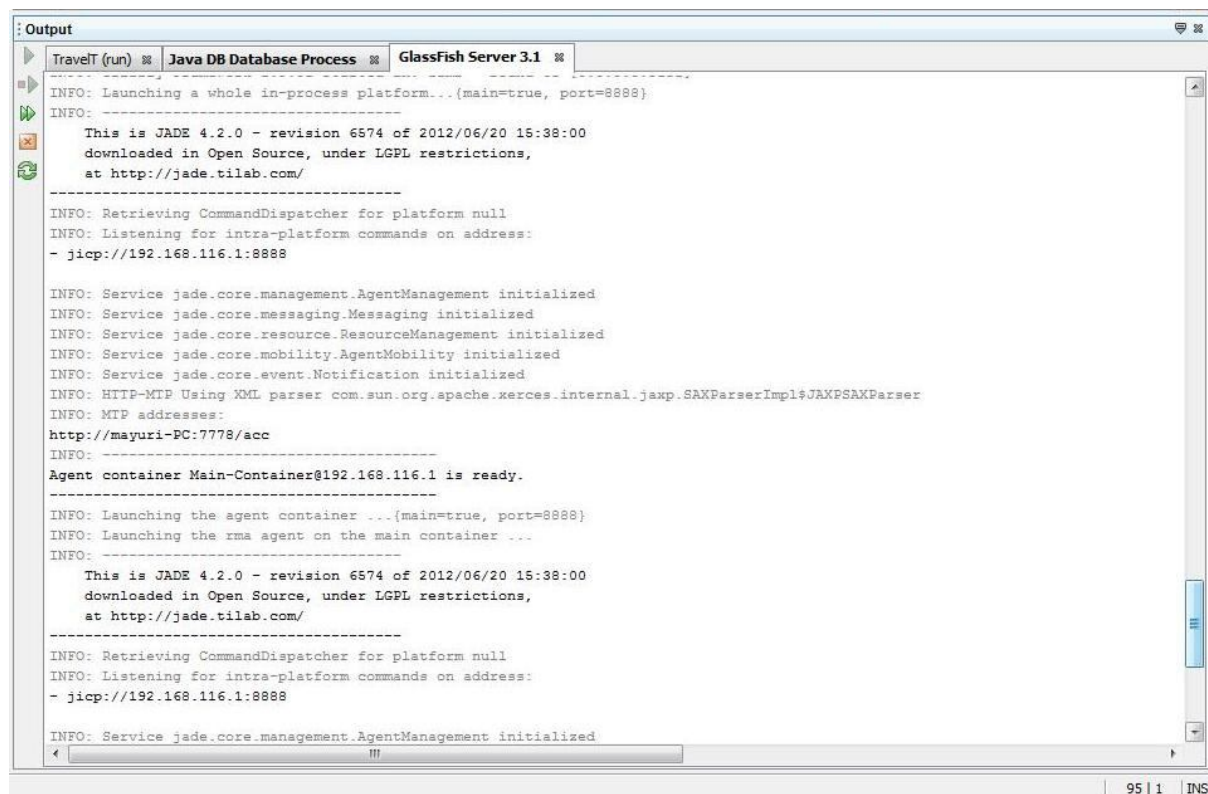 Output
TravelT (run) Java DB Database Process GlassFish Server 3.1
INFO: Launching a whole in-process platform...{main=true, port=8888}
INFO: ----------------------------------
This is JADE 4.2.0 - revision 6574 of 2012/06/20 15:38:00
downloaded in Open Source, under LGPL restrictions,
at http://jade.tilab.com/
----------------------------------------
INFO: Retrieving CommandDispatcher for platform null
INFO: Listening for intra-platform commands on address:
- jicp://192.168.116.1:8888
INFO: Service jade.core.management.AgentManagement initialized
INFO: Service jade.core.messaging.Messaging initialized
INFO: Service jade.core.resource.ResourceManagement initialized
INFO: Service jade.core.mobility.AgentMobility initialized
INFO: Service jade.core.event.Notification initialized
INFO: HTTP-MTP Using XML parser com.sun.org.apache.xerces.internal.jaxp.SAXParserImpl$JAXPSAXParser
INFO: MTP addresses:
http://mayuri-PC:7778/acc
INFO: --------------------------------------
Agent container Main-Container@192.168.116.1 is ready.
--------------------------------------------
INFO: Launching the agent container ...{main=true, port=8888}
INFO: Launching the rma agent on the main container ...
INFO: ----------------------------------
This is JADE 4.2.0 - revision 6574 of 2012/06/20 15:38:00
downloaded in Open Source, under LGPL restrictions,
at http://jade.tilab.com/
----------------------------------------
INFO: Retrieving CommandDispatcher for platform null
INFO: Listening for intra-platform commands on address:
- jicp://192.168.116.1:8888
INFO: Service jade.core.management.AgentManagement initialized
95 | 1 INS